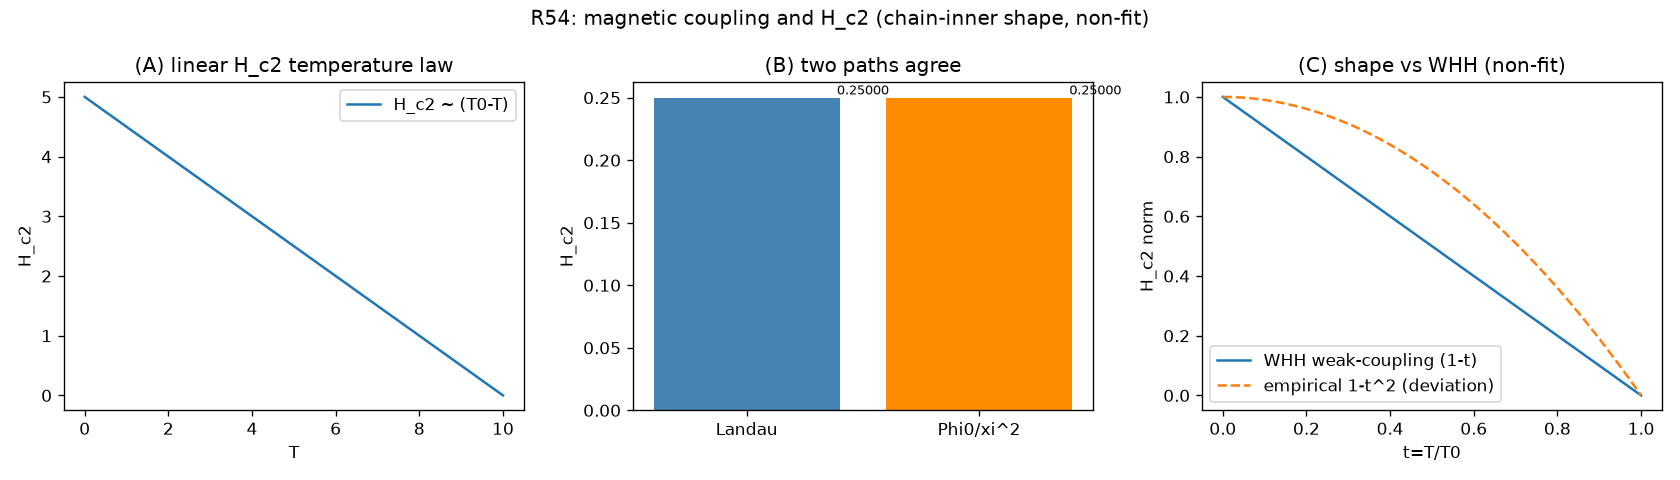 R54: magnetic coupling and H_c2 (chain-inner shape, non-fit)
(A) linear H_c2 temperature law
H_c2 ~ (T0-T)
5
4
3
2
1
0
H_c2
0 2 4 6 8 10
T
(B) two paths agree
0.25000 0.25000
0.25
0.20
0.15
0.10
0.05
0.00
H_c2
Landau Phi0/xi^2
(C) shape vs WHH (non-fit)
1.0
0.8
0.6
0.4
0.2
0.0
H_c2 norm
WHH weak-coupling (1-t)
empirical 1-t^2 (deviation)
0.0 0.2 0.4 0.6 0.8 1.0
t=T/T0